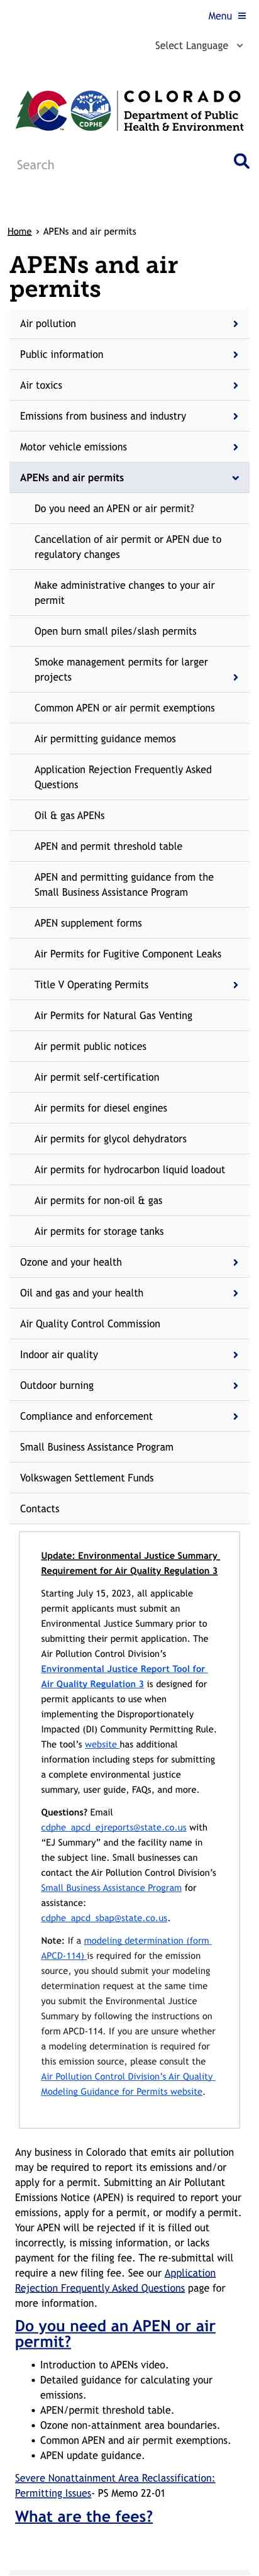 Menu ≡
Select Language
COLORADO
CDPHE
Department of Public
Health & Environment
Search
Home › APENs and air permits
APENs and air
permits
Air pollution
Public information
Air toxics
Emissions from business and industry
Motor vehicle emissions
APENs and air permits
Do you need an APEN or air permit?
Cancellation of air permit or APEN due to
regulatory changes
Make administrative changes to your air
permit
Open burn small piles/slash permits
Smoke management permits for larger
projects
Common APEN or air permit exemptions
Air permitting guidance memos
Application Rejection Frequently Asked
Questions
Oil & gas APENs
APEN and permit threshold table
APEN and permitting guidance from the
Small Business Assistance Program
APEN supplement forms
Air Permits for Fugitive Component Leaks
Title V Operating Permits
Air Permits for Natural Gas Venting
Air permit public notices
Air permit self-certification
Air permits for diesel engines
Air permits for glycol dehydrators
Air permits for hydrocarbon liquid loadout
Air permits for non-oil & gas
Air permits for storage tanks
Ozone and your health
Oil and gas and your health
Air Quality Control Commission
Indoor air quality
Outdoor burning
Compliance and enforcement
Small Business Assistance Program
Volkswagen Settlement Funds
Contacts
Update: Environmental Justice Summary
Requirement for Air Quality Regulation 3
Starting July 15, 2023, all applicable
permit applicants must submit an
Environmental Justice Summary prior to
submitting their permit application. The
Air Pollution Control Division's
Environmental Justice Report Tool for
Air Quality Regulation 3 is designed for
permit applicants to use when
implementing the Disproportionately
Impacted (DI) Community Permitting Rule.
The tool's website has additional
information including steps for submitting
a complete environmental justice
summary, user guide, FAQs, and more.
Questions? Email
cdphe_apcd_ejreports@state.co.us with
"EJ Summary" and the facility name in
the subject line. Small businesses can
contact the Air Pollution Control Division's
Small Business Assistance Program for
assistance:
cdphe_apcd_sbap@state.co.us.
Note: If a modeling determination (form
APCD-114) is required for the emission
source, you should submit your modeling
determination request at the same time
you submit the Environmental Justice
Summary by following the instructions on
form APCD-114. If you are unsure whether
a modeling determination is required for
this emission source, please consult the
Air Pollution Control Division's Air Quality
Modeling Guidance for Permits website.
Any business in Colorado that emits air pollution
may be required to report its emissions and/or
apply for a permit. Submitting an Air Pollutant
Emissions Notice (APEN) is required to report your
emissions, apply for a permit, or modify a permit.
Your APEN will be rejected if it is filled out
incorrectly, is missing information, or lacks
payment for the filing fee. The re-submittal will
require a new filing fee. See our Application
Rejection Frequently Asked Questions page for
more information.
Do you need an APEN or air
permit?
• Introduction to APENs video.
• Detailed guidance for calculating your
emissions.
• APEN/permit threshold table.
• Ozone non-attainment area boundaries.
• Common APEN and air permit exemptions.
• APEN update guidance.
Severe Nonattainment Area Reclassification:
Permitting Issues- PS Memo 22-01
What are the fees?